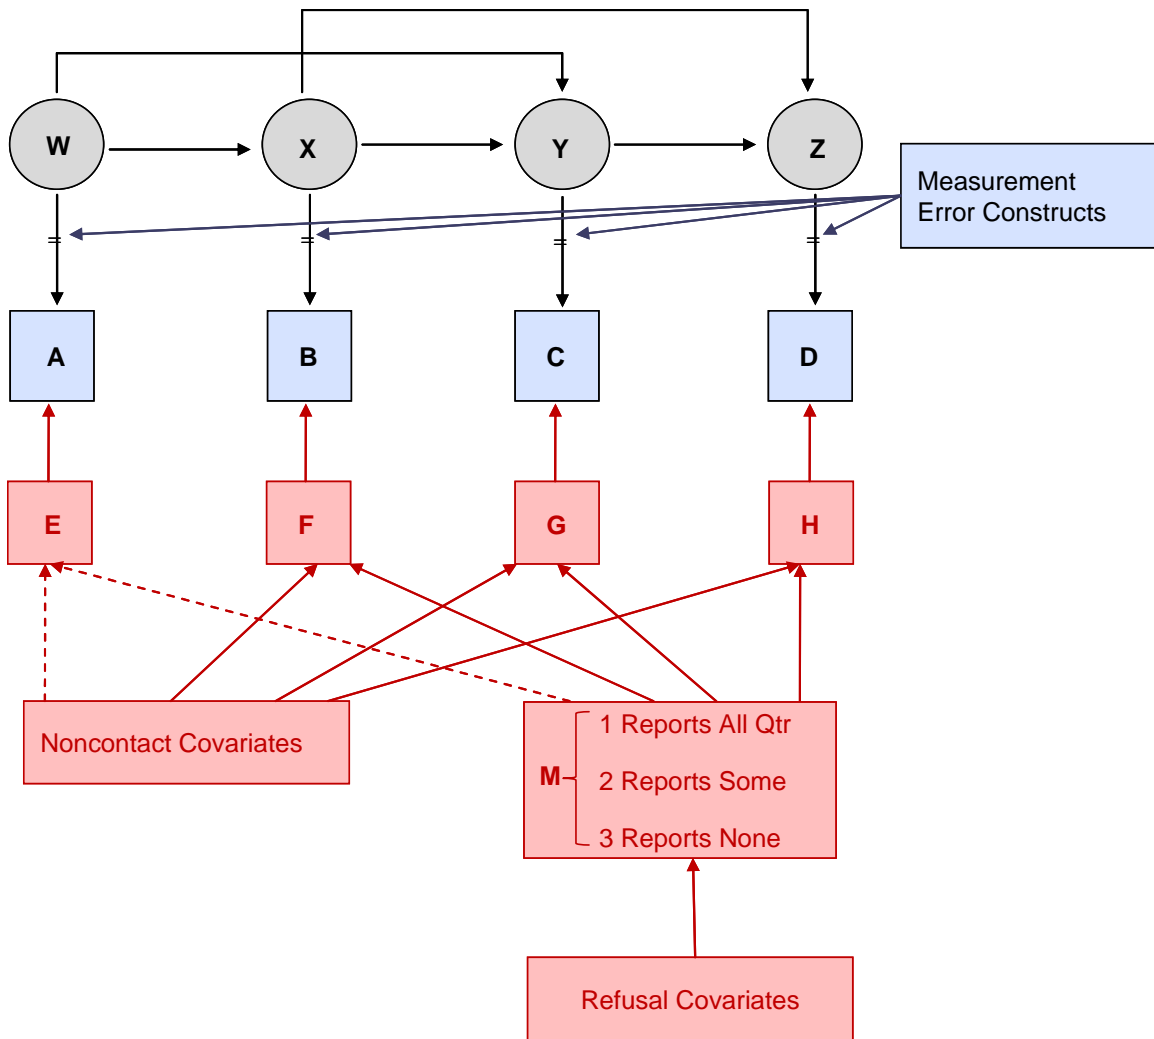 W
X
Y
Z
Measurement
Error Constructs
=
=
=
=
A
B
C
D
E
F
G
H
Noncontact Covariates
1 Reports All Qtr
M
2 Reports Some
3 Reports None
Refusal Covariates